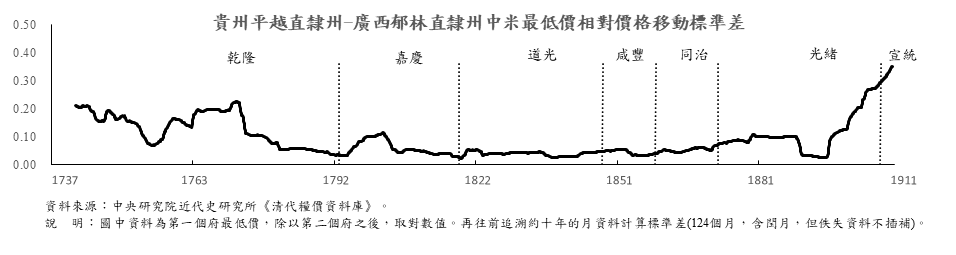 貴州平越直隸州-廣西郁林直隸州中米最低價相對價格移動標準差
0.50
0.40
0.30
0.20
0.10
0.00
乾隆
嘉慶
道光
咸豐
同治
光緒
宣統
1737
1763
1792
1822
1851
1881
1911
資料來源：中央研究院近代史研究所《清代糧價資料庫》。
說　明：圖中資料為第一個府最低價，除以第二個府之後，取對數值。再往前追溯約十年的月資料計算標準差(124個月，含閏月，但佚失資料不插補)。